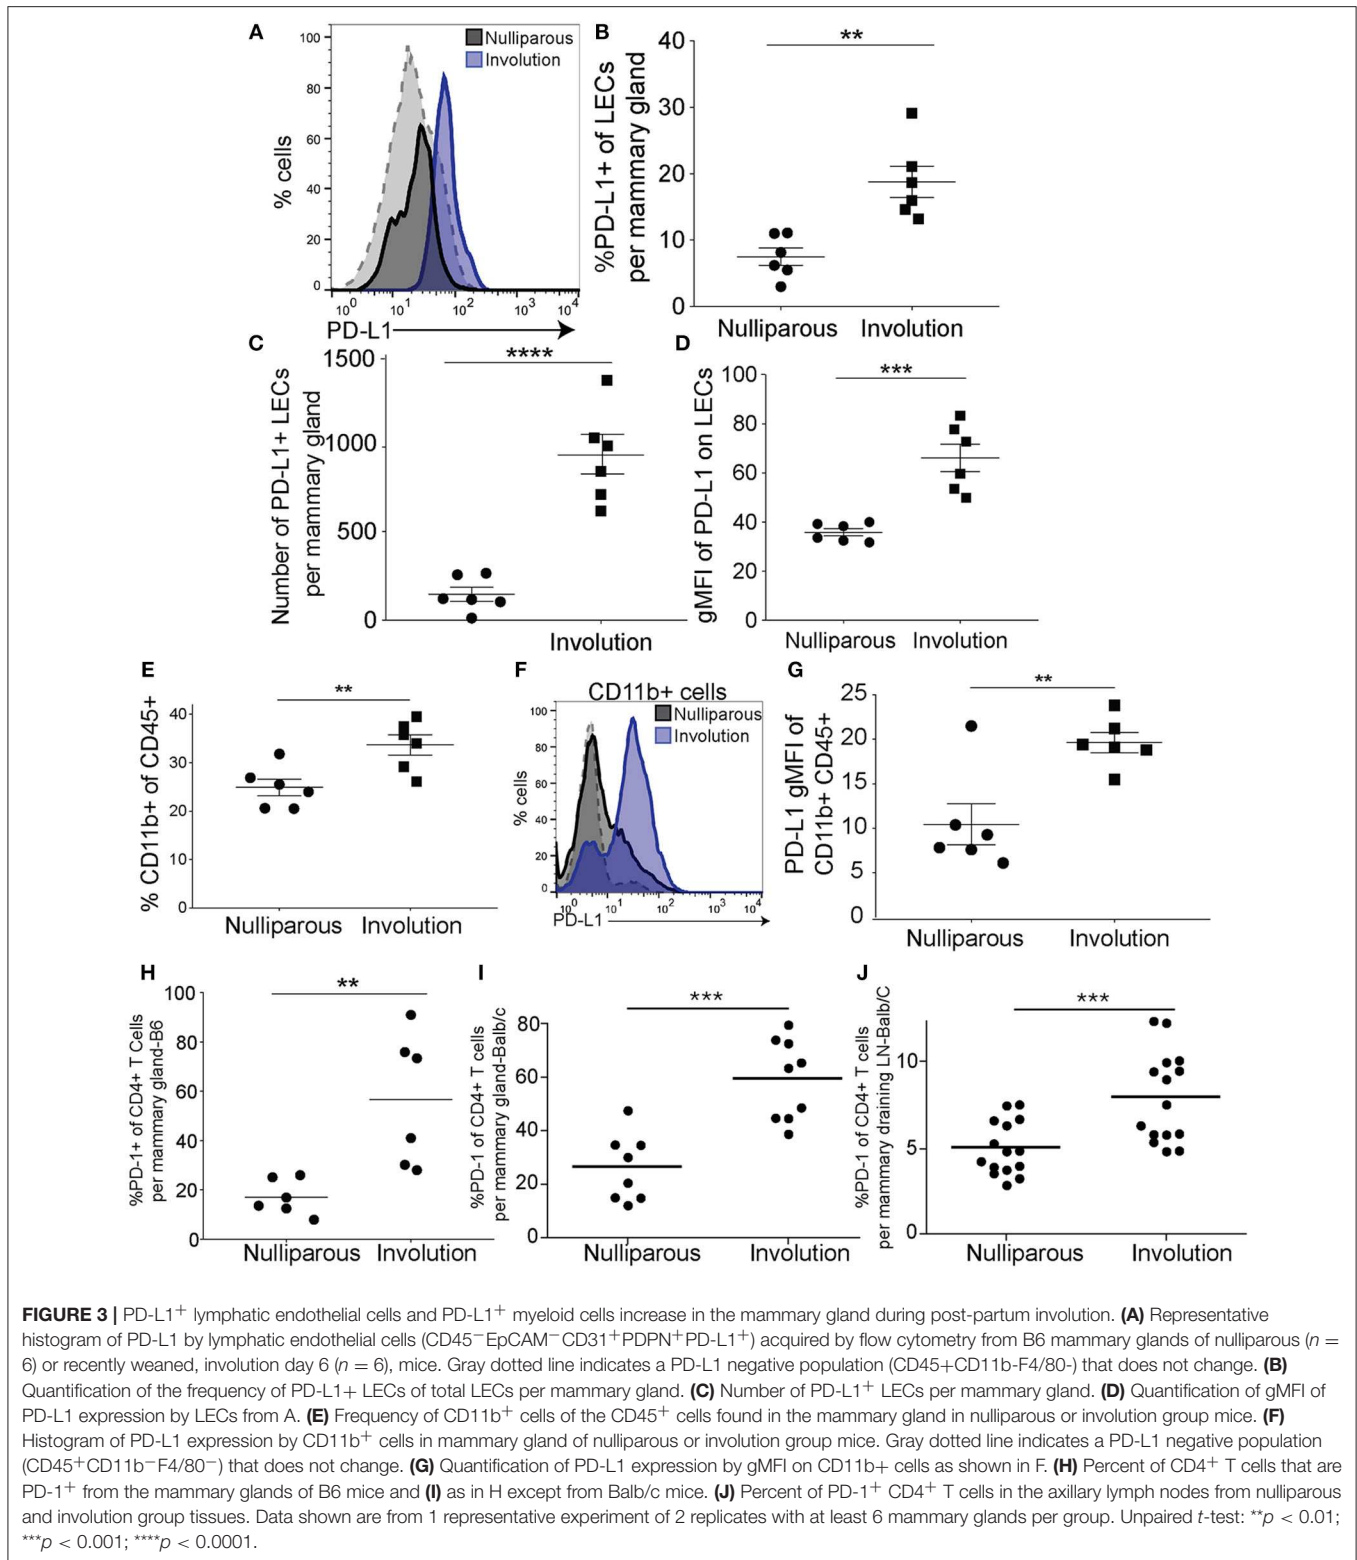 A
Nulliparous
Involution
% cells
100
80
60
40
20
0
10^0 10^1 10^2 10^3 10^4
PD-L1
B
%PD-L1+ of LECs
per mammary gland
**
40
30
20
10
0
Nulliparous Involution
C
Number of PD-L1+ LECs
per mammary gland
****
1500
1000
500
0
Involution
D
gMFI of PD-L1 on LECs
***
100
80
60
40
20
0
Nulliparous Involution
E
% CD11b+ of CD45+
**
40
30
20
10
0
Nulliparous Involution
F
CD11b+ cells
Nulliparous
Involution
% cells
100
80
60
40
20
0
10^0 10^1 10^2 10^3 10^4
PD-L1
G
PD-L1 gMFI of
CD11b+ CD45+
**
25
20
15
10
5
0
Nulliparous Involution
H
%PD-1+ of CD4+ T Cells
per mammary gland-B6
**
100
80
60
40
20
0
Nulliparous Involution
I
%PD-1 of CD4+ T cells
per mammary gland-Balb/c
***
80
60
40
20
0
Nulliparous Involution
J
%PD-1 of CD4+ T cells
per mammary draining LN-Balb/C
***
10
5
0
Nulliparous Involution
FIGURE 3 | PD-L1+ lymphatic endothelial cells and PD-L1+ myeloid cells increase in the mammary gland during post-partum involution. (A) Representative
histogram of PD-L1 by lymphatic endothelial cells (CD45−EpCAM−CD31+PDPN+PD-L1+) acquired by flow cytometry from B6 mammary glands of nulliparous (n =
6) or recently weaned, involution day 6 (n = 6), mice. Gray dotted line indicates a PD-L1 negative population (CD45+CD11b-F4/80-) that does not change. (B)
Quantification of the frequency of PD-L1+ LECs of total LECs per mammary gland. (C) Number of PD-L1+ LECs per mammary gland. (D) Quantification of gMFI of
PD-L1 expression by LECs from A. (E) Frequency of CD11b+ cells of the CD45+ cells found in the mammary gland in nulliparous or involution group mice. (F)
Histogram of PD-L1 expression by CD11b+ cells in mammary gland of nulliparous or involution group mice. Gray dotted line indicates a PD-L1 negative population
(CD45+CD11b−F4/80−) that does not change. (G) Quantification of PD-L1 expression by gMFI on CD11b+ cells as shown in F. (H) Percent of CD4+ T cells that are
PD-1+ from the mammary glands of B6 mice and (I) as in H except from Balb/c mice. (J) Percent of PD-1+ CD4+ T cells in the axillary lymph nodes from nulliparous
and involution group tissues. Data shown are from 1 representative experiment of 2 replicates with at least 6 mammary glands per group. Unpaired t-test: **p < 0.01;
***p < 0.001; ****p < 0.0001.